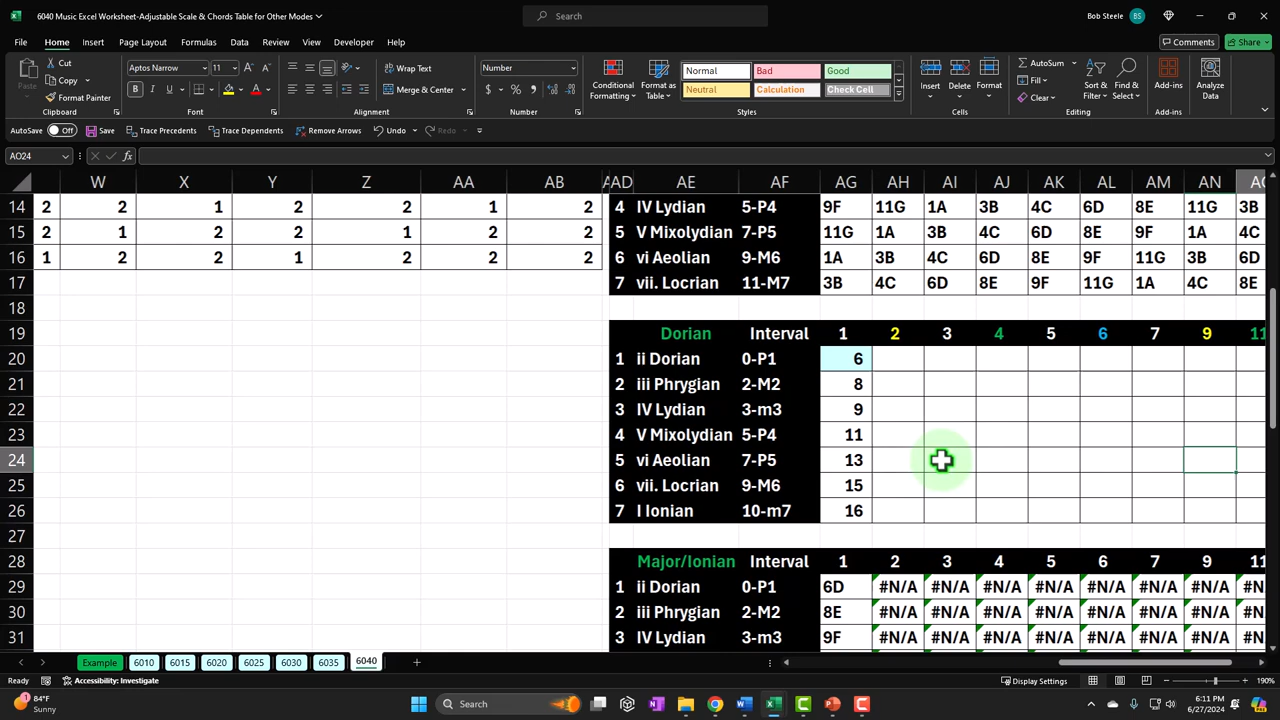 6040 Music Excel Worksheet-Adjustable Scale & Chords Table for Other Modes
Search
Bob Steele BS
File Home Insert Page Layout Formulas Data Review View Developer Help
Comments Share
Cut
Copy
Paste Format Painter
Aptos Narrow 11
Wrap Text
Merge & Center
Number
Conditional Formatting
Format as Table
Normal Bad Good
Neutral Calculation Check Cell
Insert Delete Format
AutoSum
Fill
Clear
Sort & Filter
Find & Select
Add-ins
Analyze Data
Clipboard Font Alignment Number Styles Cells Editing Add-ins
AutoSave Off Save Trace Precedents Trace Dependents Remove Arrows Undo Redo
AO24 fx
W X Y Z AA AB AD AE AF AG AH AI AJ AK AL AM AN
14 2 2 1 2 2 1 2 4 IV Lydian 5-P4 9F 11G 1A 3B 4C 6D 8E 11G 3B
15 2 1 2 2 1 2 2 5 V Mixolydian 7-P5 11G 1A 3B 4C 6D 8E 9F 1A 4C
16 1 2 2 1 2 2 2 6 vi Aeolian 9-M6 1A 3B 4C 6D 8E 9F 11G 3B 6D
17 7 vii. Locrian 11-M7 3B 4C 6D 8E 9F 11G 1A 4C 8E
18
19 Dorian Interval 1 2 3 4 5 6 7 9 11
20 1 ii Dorian 0-P1 6
21 2 iii Phrygian 2-M2 8
22 3 IV Lydian 3-m3 9
23 4 V Mixolydian 5-P4 11
24 5 vi Aeolian 7-P5 13
25 6 vii. Locrian 9-M6 15
26 7 I Ionian 10-m7 16
27
28 Major/Ionian Interval 1 2 3 4 5 6 7 9 11
29 1 ii Dorian 0-P1 6D #N/A #N/A #N/A #N/A #N/A #N/A #N/A #N/A
30 2 iii Phrygian 2-M2 8E #N/A #N/A #N/A #N/A #N/A #N/A #N/A #N/A
31 3 IV Lydian 3-m3 9F #N/A #N/A #N/A #N/A #N/A #N/A #N/A #N/A
Example 6010 6015 6020 6025 6030 6035 6040
Ready Accessibility: Investigate Display Settings 190%
84°F
Sunny
Search
6:11 PM
6/27/2024